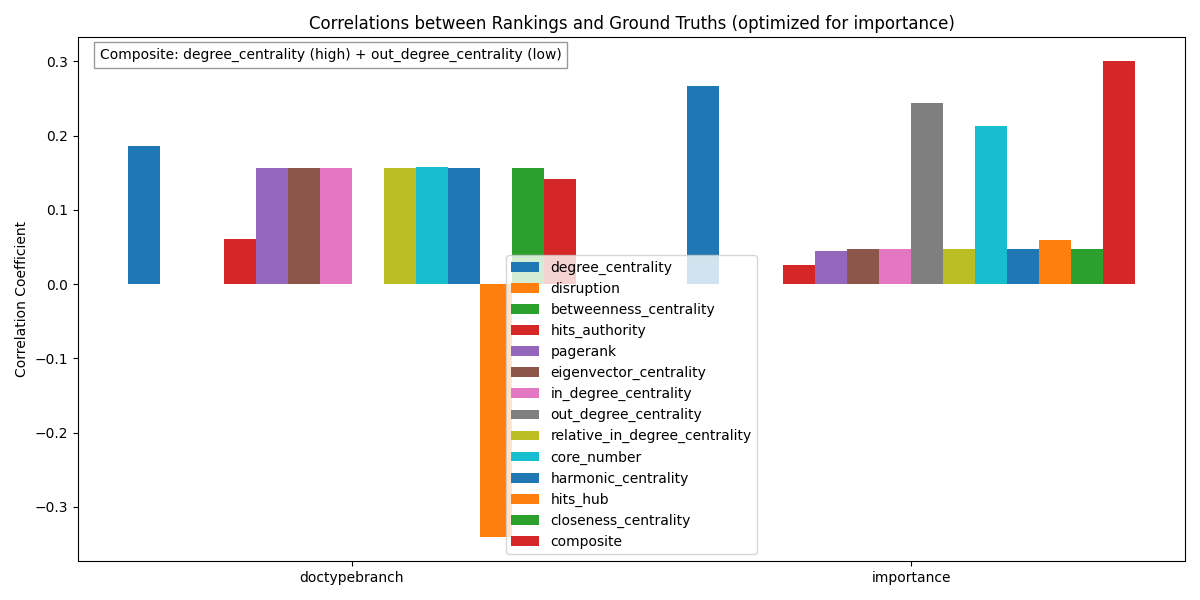 Correlations between Rankings and Ground Truths (optimized for importance)
Composite: degree_centrality (high) + out_degree_centrality (low)
Correlation Coefficient
0.3
0.2
0.1
0.0
−0.1
−0.2
−0.3
degree_centrality
disruption
betweenness_centrality
hits_authority
pagerank
eigenvector_centrality
in_degree_centrality
out_degree_centrality
relative_in_degree_centrality
core_number
harmonic_centrality
hits_hub
closeness_centrality
composite
doctypebranch
importance